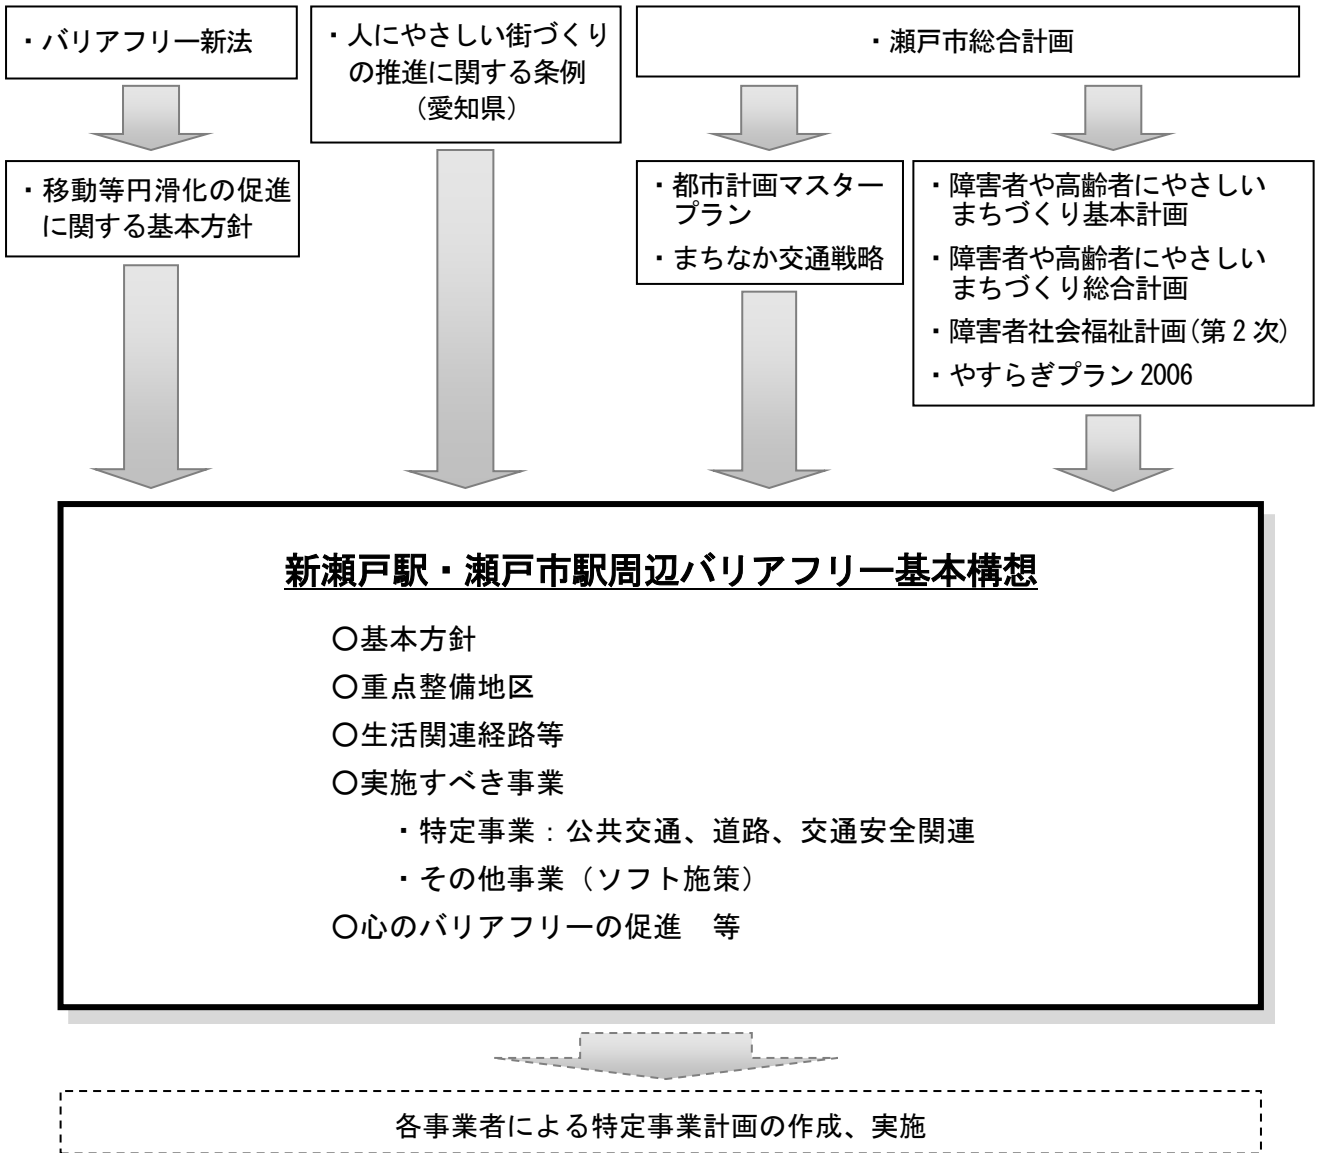 ・バリアフリー新法
・人にやさしい街づくり
の推進に関する条例
（愛知県）
・瀬戸市総合計画
・移動等円滑化の促進
に関する基本方針
・都市計画マスター
プラン
・まちなか交通戦略
・障害者や高齢者にやさしい
まちづくり基本計画
・障害者や高齢者にやさしい
まちづくり総合計画
・障害者社会福祉計画(第2次)
・やすらぎプラン2006
新瀬戸駅・瀬戸市駅周辺バリアフリー基本構想
○基本方針
○重点整備地区
○生活関連経路等
○実施すべき事業
・特定事業：公共交通、道路、交通安全関連
・その他事業（ソフト施策）
○心のバリアフリーの促進　等
各事業者による特定事業計画の作成、実施